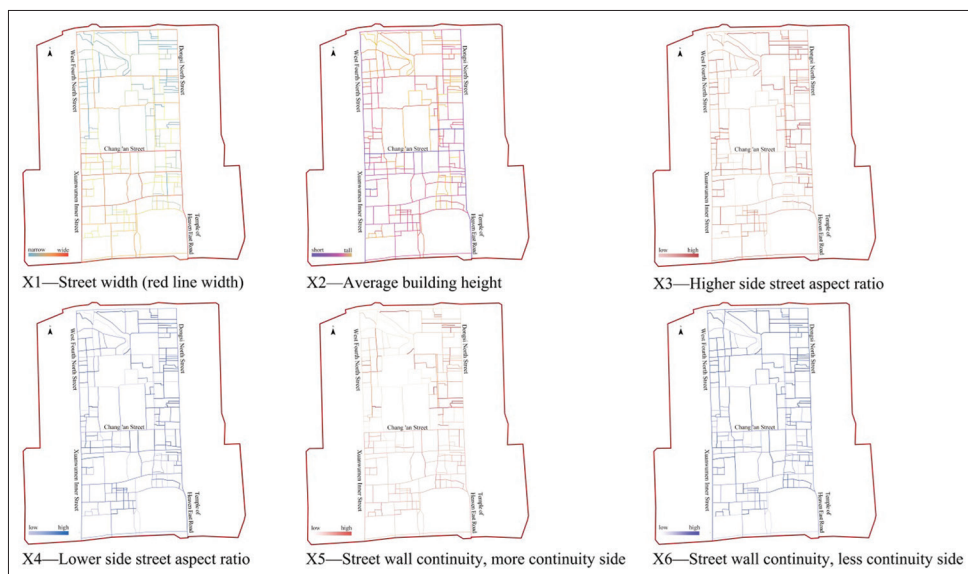 West Fourth North Street
Dongsi North Street
Chang'an Street
Xuanwumen Inner Street
Temple of
Heaven East Road
narrow wide
X1—Street width (red line width)
West Fourth North Street
Dongsi North Street
Chang'an Street
Xuanwumen Inner Street
Temple of
Heaven East Road
short tall
X2—Average building height
West Fourth North Street
Dongsi North Street
Chang'an Street
Xuanwumen Inner Street
Temple of
Heaven East Road
low high
X3—Higher side street aspect ratio
West Fourth North Street
Dongsi North Street
Chang'an Street
Xuanwumen Inner Street
Temple of
Heaven East Road
low high
X4—Lower side street aspect ratio
West Fourth North Street
Dongsi North Street
Chang'an Street
Xuanwumen Inner Street
Temple of
Heaven East Road
low high
X5—Street wall continuity, more continuity side
West Fourth North Street
Dongsi North Street
Chang'an Street
Xuanwumen Inner Street
Temple of
Heaven East Road
low high
X6—Street wall continuity, less continuity side